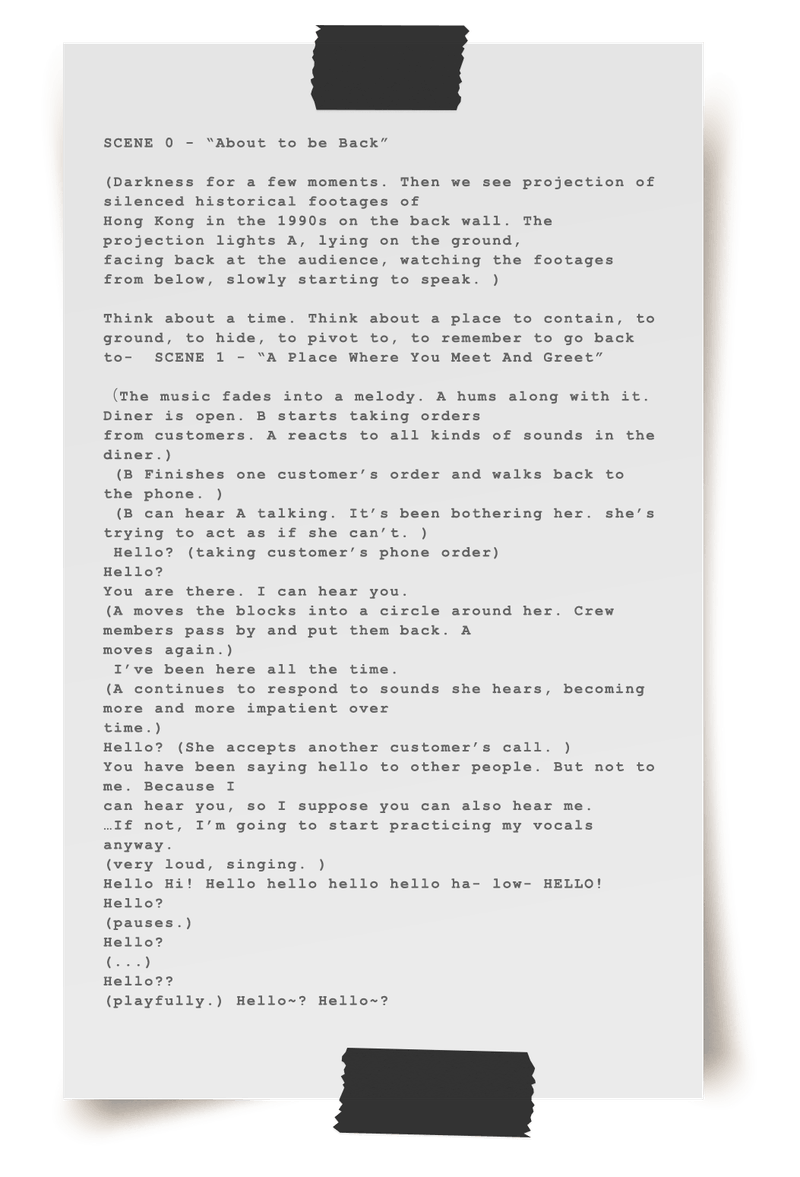 SCENE 0 - “About to be Back”
(Darkness for a few moments. Then we see projection of
silenced historical footages of
Hong Kong in the 1990s on the back wall. The
projection lights A, lying on the ground,
facing back at the audience, watching the footages
from below, slowly starting to speak. )
Think about a time. Think about a place to contain, to
ground, to hide, to pivot to, to remember to go back
to-  SCENE 1 - “A Place Where You Meet And Greet”
（The music fades into a melody. A hums along with it.
Diner is open. B starts taking orders
from customers. A reacts to all kinds of sounds in the
diner.)
(B Finishes one customer’s order and walks back to
the phone. )
(B can hear A talking. It’s been bothering her. she’s
trying to act as if she can’t. )
Hello? (taking customer’s phone order)
Hello?
You are there. I can hear you.
(A moves the blocks into a circle around her. Crew
members pass by and put them back. A
moves again.)
I’ve been here all the time.
(A continues to respond to sounds she hears, becoming
more and more impatient over
time.)
Hello? (She accepts another customer’s call. )
You have been saying hello to other people. But not to
me. Because I
can hear you, so I suppose you can also hear me.
…If not, I’m going to start practicing my vocals
anyway.
(very loud, singing. )
Hello Hi! Hello hello hello hello ha- low- HELLO!
Hello?
(pauses.)
Hello?
(...)
Hello??
(playfully.) Hello~? Hello~?